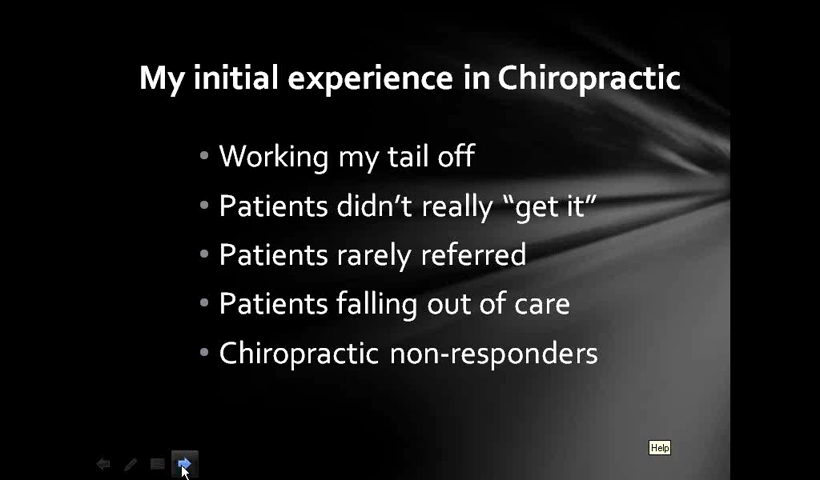 My initial experience in Chiropractic
• Working my tail off
• Patients didn’t really “get it”
• Patients rarely referred
• Patients falling out of care
• Chiropractic non-responders
Help